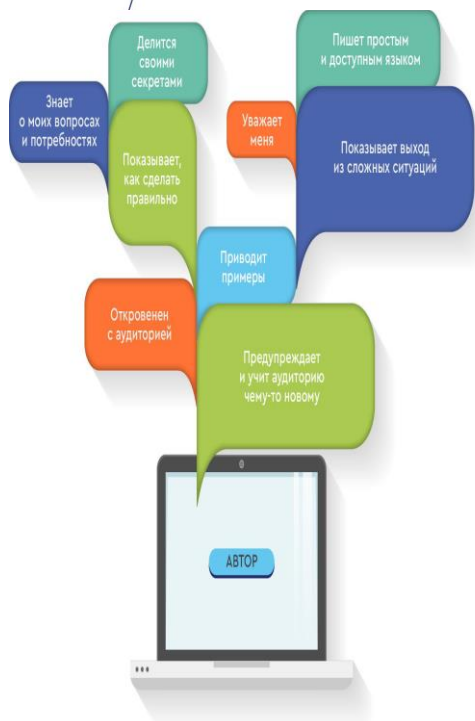 Делится
своими
секретами
Пишет простым
и доступным языком
Знает
о моих вопросах
и потребностях
Уважает
меня
Показывает выход
из сложных ситуаций
Показывает,
как сделать
правильно
Приводит
примеры
Откровенен
с аудиторией
Предупреждает
и учит аудиторию
чему-то новому
АВТОР